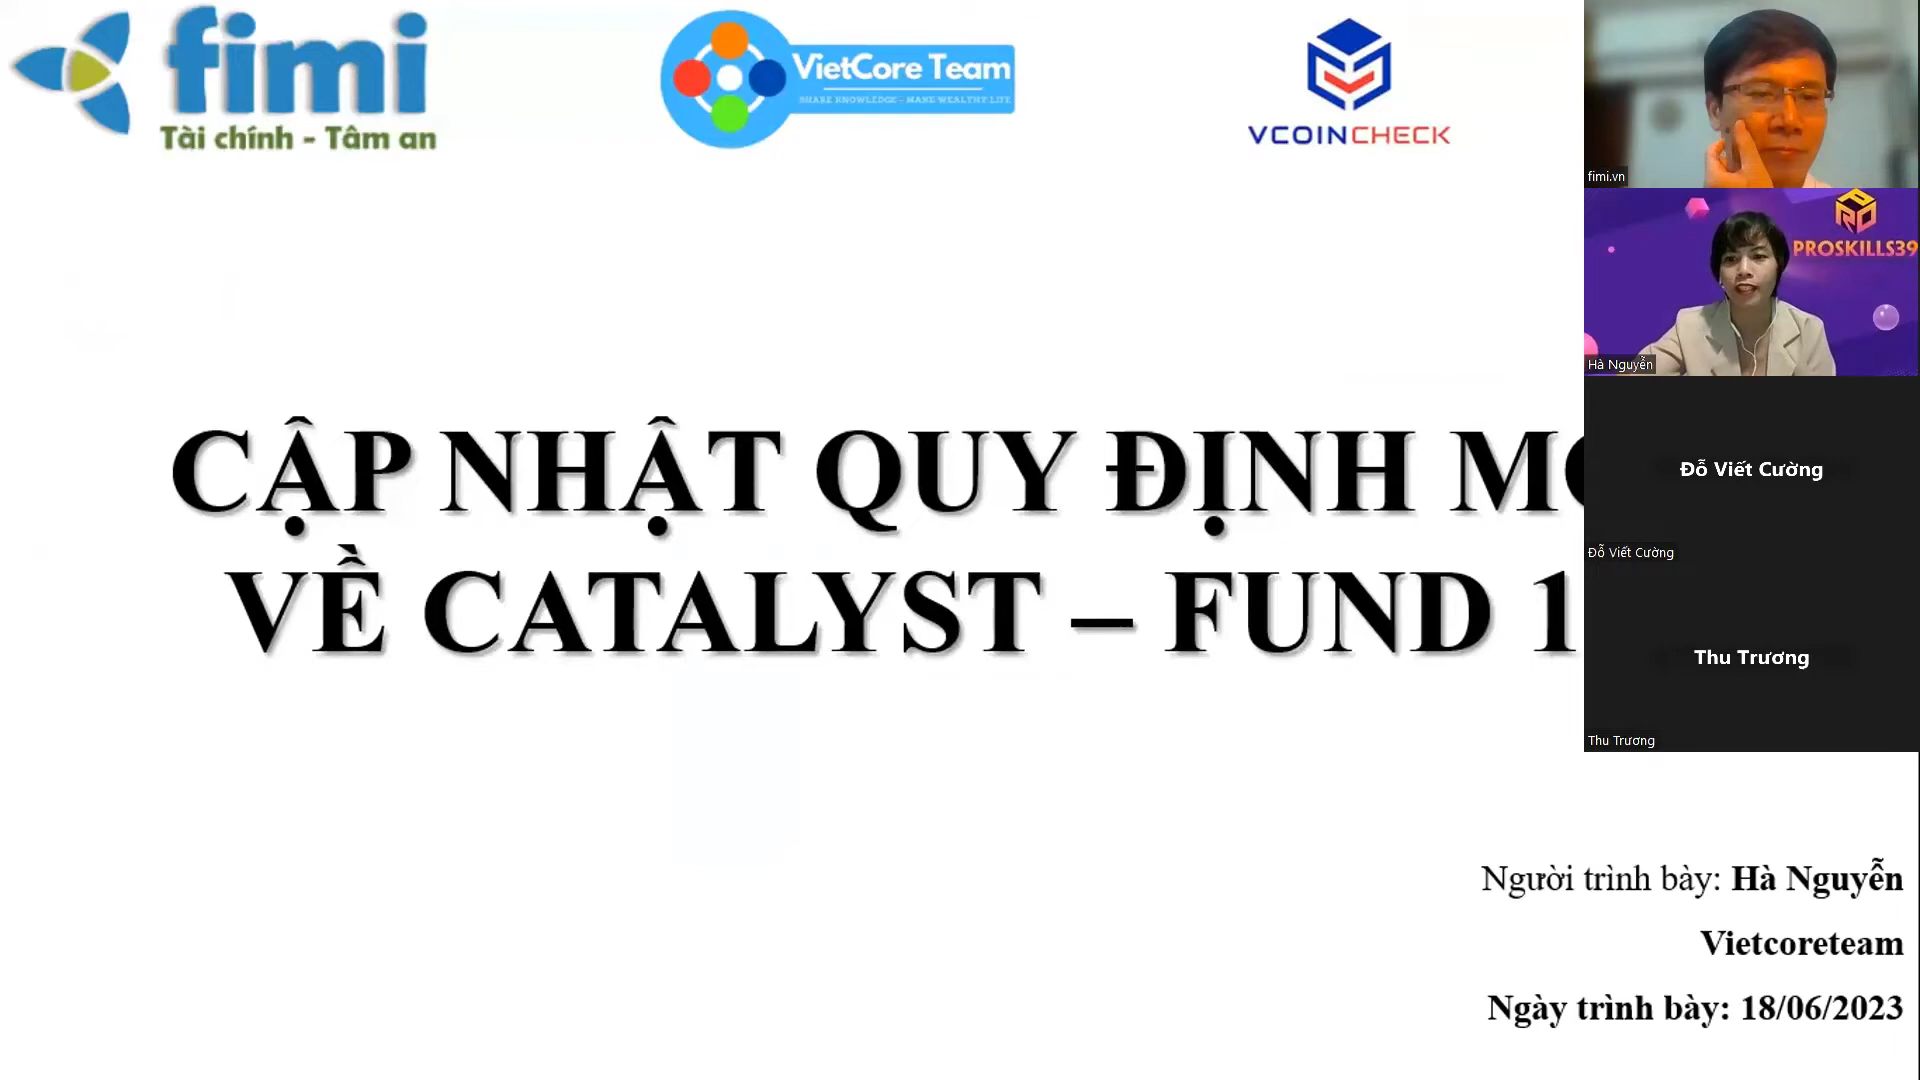 fimi
Tài chính - Tâm an
VietCore Team
SHARE KNOWLEDGE - MAKE WEALTHY LIFE
VCOINCHECK
CẬP NHẬT QUY ĐỊNH
VỀ CATALYST – FUND 1
Người trình bày: Hà Nguyễn
Vietcoreteam
Ngày trình bày: 18/06/2023
fimi.vn
PRO
PROSKILLS39
Hà Nguyễn
Đỗ Viết Cường
Đỗ Viết Cường
Thu Trương
Thu Trương